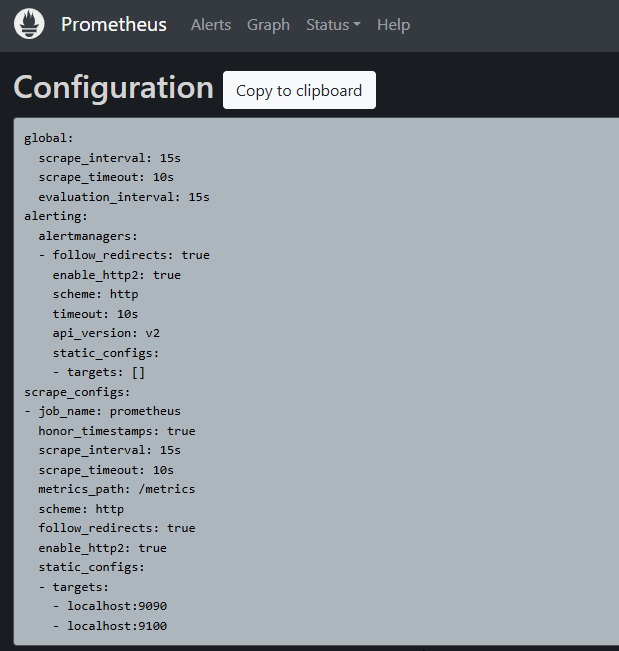 Prometheus Alerts Graph Status Help
Configuration Copy to clipboard
global:
  scrape_interval: 15s
  scrape_timeout: 10s
  evaluation_interval: 15s
alerting:
  alertmanagers:
  - follow_redirects: true
    enable_http2: true
    scheme: http
    timeout: 10s
    api_version: v2
    static_configs:
    - targets: []
scrape_configs:
- job_name: prometheus
  honor_timestamps: true
  scrape_interval: 15s
  scrape_timeout: 10s
  metrics_path: /metrics
  scheme: http
  follow_redirects: true
  enable_http2: true
  static_configs:
  - targets:
    - localhost:9090
    - localhost:9100